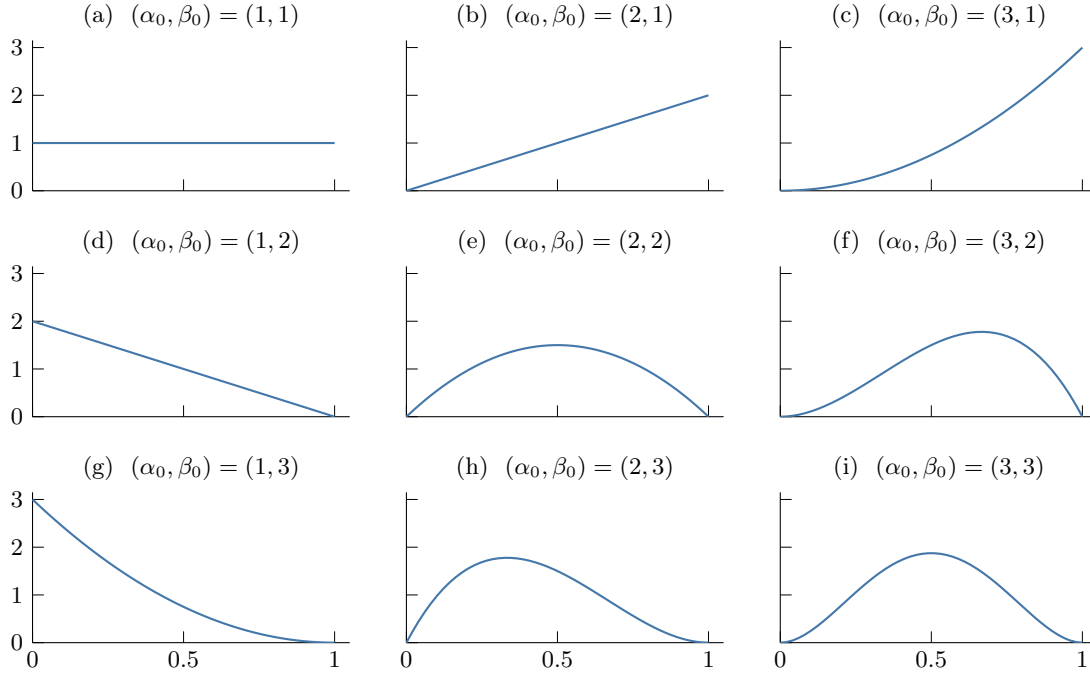 (a) (α₀, β₀) = (1, 1)
(b) (α₀, β₀) = (2, 1)
(c) (α₀, β₀) = (3, 1)
3
2
1
0
(d) (α₀, β₀) = (1, 2)
(e) (α₀, β₀) = (2, 2)
(f) (α₀, β₀) = (3, 2)
3
2
1
0
(g) (α₀, β₀) = (1, 3)
(h) (α₀, β₀) = (2, 3)
(i) (α₀, β₀) = (3, 3)
3
2
1
0
0 0.5 1
0 0.5 1
0 0.5 1